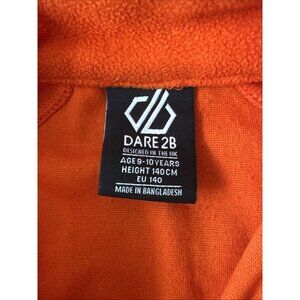 DARE 2B
DESIGNED IN THE UK
AGE 9-10 YEARS
HEIGHT 140 CM
EU 140
MADE IN BANGLADESH